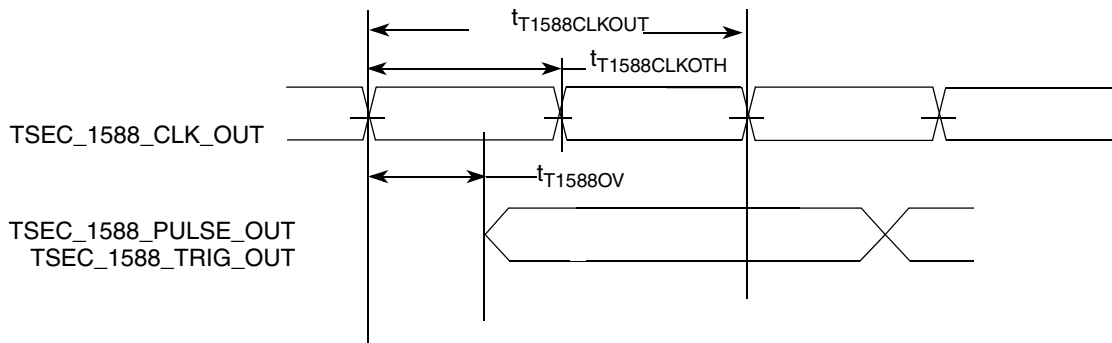 tT1588CLKOUT
tT1588CLKOTH
TSEC_1588_CLK_OUT
tT1588OV
TSEC_1588_PULSE_OUT
TSEC_1588_TRIG_OUT